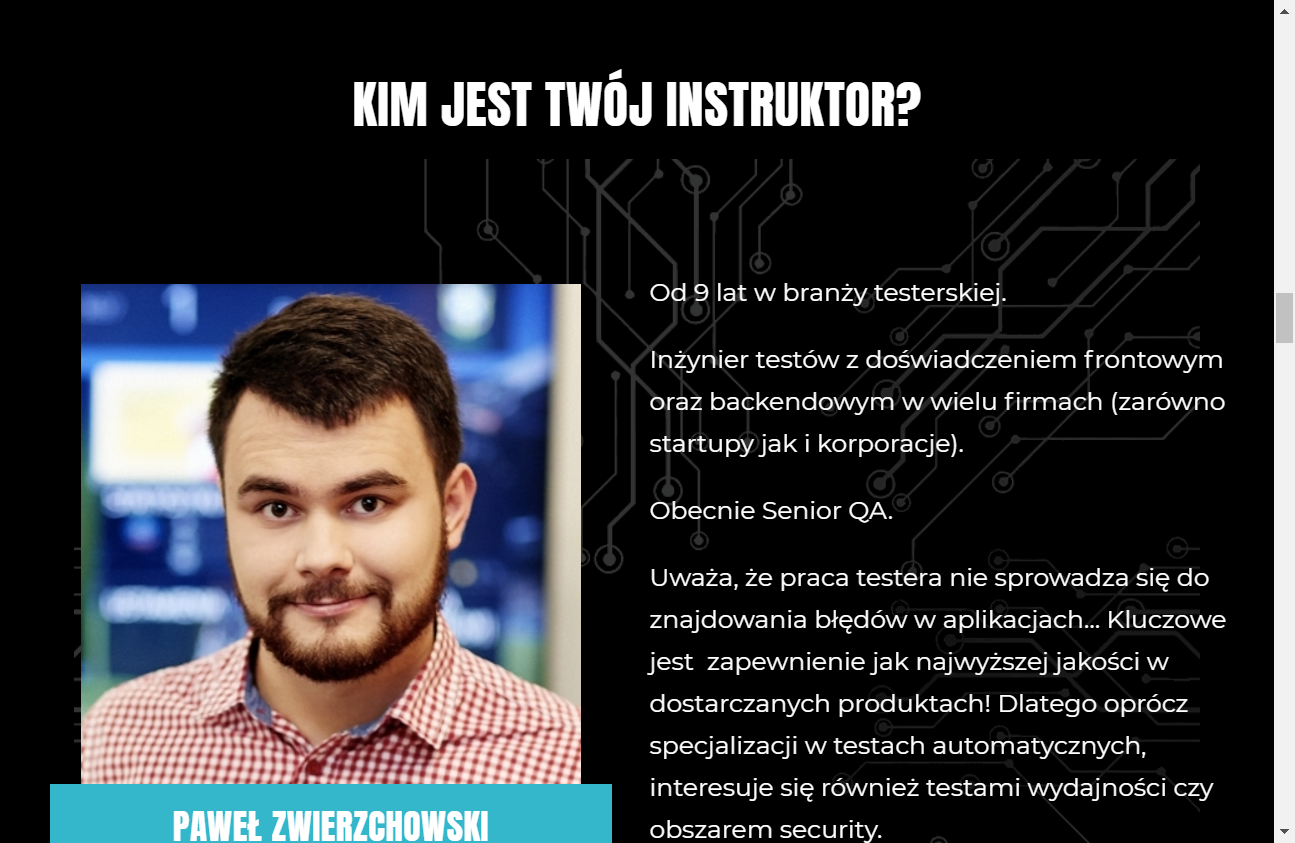 KIM JEST TWÓJ INSTRUKTOR?
Od 9 lat w branży testerskiej.
Inżynier testów z doświadczeniem frontowym
oraz backendowym w wielu firmach (zarówno
startupy jak i korporacje).
Obecnie Senior QA.
Uważa, że praca testera nie sprowadza się do
znajdowania błędów w aplikacjach... Kluczowe
jest  zapewnienie jak najwyższej jakości w
dostarczanych produktach! Dlatego oprócz
specjalizacji w testach automatycznych,
interesuje się również testami wydajności czy
obszarem security.
PAWEŁ ZWIERZCHOWSKI